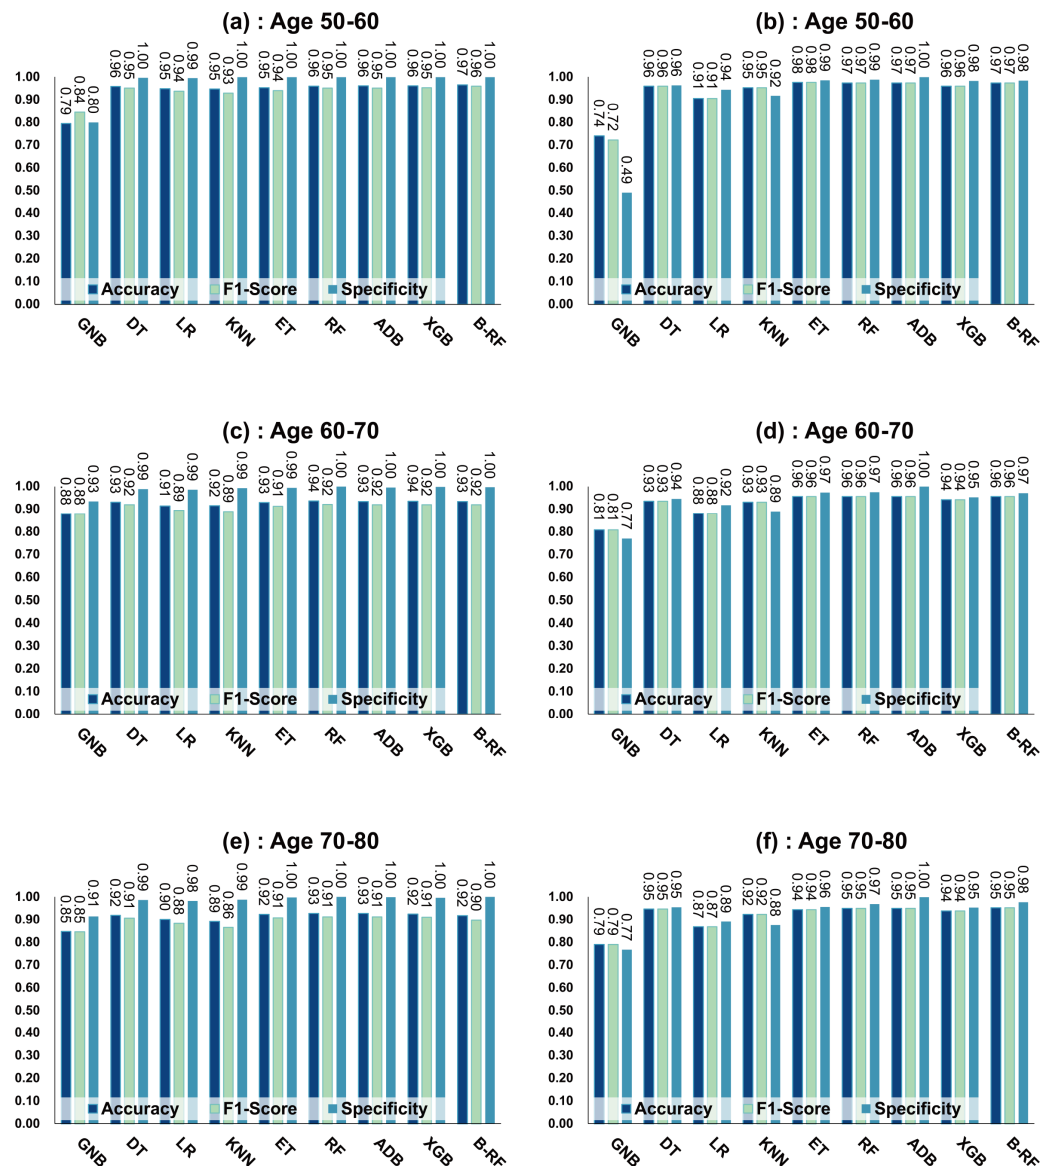 (a) : Age 50-60
0.79 0.84 0.80 0.96 0.95 1.00 0.95 0.94 0.99 0.95 0.93 1.00 0.95 0.94 1.00 0.96 0.95 1.00 0.96 0.95 1.00 0.96 0.95 1.00 0.97 0.96 1.00
1.00
0.90
0.80
0.70
0.60
0.50
0.40
0.30
0.20
0.10
0.00
Accuracy F1-Score Specificity
GNB DT LR KNN ET RF ADB XGB B-RF
(b) : Age 50-60
0.74 0.72 0.49 0.96 0.96 0.96 0.91 0.91 0.94 0.95 0.95 0.92 0.98 0.98 0.99 0.97 0.97 0.99 0.97 0.97 1.00 0.96 0.96 0.98 0.97 0.97 0.98
1.00
0.90
0.80
0.70
0.60
0.50
0.40
0.30
0.20
0.10
0.00
Accuracy F1-Score Specificity
GNB DT LR KNN ET RF ADB XGB B-RF
(c) : Age 60-70
0.88 0.88 0.93 0.93 0.92 0.99 0.91 0.89 0.99 0.92 0.89 0.99 0.93 0.91 0.99 0.94 0.92 1.00 0.93 0.92 1.00 0.94 0.92 1.00 0.93 0.92 1.00
1.00
0.90
0.80
0.70
0.60
0.50
0.40
0.30
0.20
0.10
0.00
Accuracy F1-Score Specificity
GNB DT LR KNN ET RF ADB XGB B-RF
(d) : Age 60-70
0.81 0.81 0.77 0.93 0.93 0.94 0.88 0.88 0.92 0.93 0.93 0.89 0.96 0.96 0.97 0.96 0.96 0.97 0.96 0.96 1.00 0.94 0.94 0.95 0.96 0.96 0.97
1.00
0.90
0.80
0.70
0.60
0.50
0.40
0.30
0.20
0.10
0.00
Accuracy F1-Score Specificity
GNB DT LR KNN ET RF ADB XGB B-RF
(e) : Age 70-80
0.85 0.85 0.91 0.92 0.91 0.99 0.90 0.88 0.98 0.89 0.86 0.99 0.92 0.91 1.00 0.93 0.91 1.00 0.93 0.91 1.00 0.92 0.91 1.00 0.92 0.90 1.00
1.00
0.90
0.80
0.70
0.60
0.50
0.40
0.30
0.20
0.10
0.00
Accuracy F1-Score Specificity
GNB DT LR KNN ET RF ADB XGB B-RF
(f) : Age 70-80
0.79 0.79 0.77 0.95 0.95 0.95 0.87 0.87 0.89 0.92 0.92 0.88 0.94 0.94 0.96 0.95 0.95 0.97 0.95 0.95 1.00 0.94 0.94 0.95 0.95 0.95 0.98
1.00
0.90
0.80
0.70
0.60
0.50
0.40
0.30
0.20
0.10
0.00
Accuracy F1-Score Specificity
GNB DT LR KNN ET RF ADB XGB B-RF